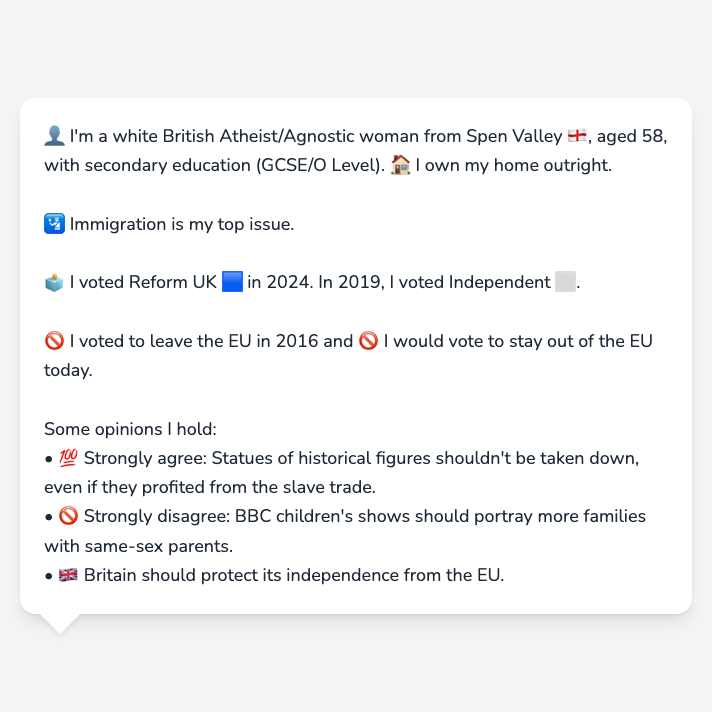 👤 I'm a white British Atheist/Agnostic woman from Spen Valley 🏴󠁧󠁢󠁥󠁮󠁧󠁿, aged 58,
with secondary education (GCSE/O Level). 🏠 I own my home outright.
🛂 Immigration is my top issue.
🗳️ I voted Reform UK 🟦 in 2024. In 2019, I voted Independent ⬜.
🚫 I voted to leave the EU in 2016 and 🚫 I would vote to stay out of the EU
today.
Some opinions I hold:
• 💯 Strongly agree: Statues of historical figures shouldn't be taken down,
even if they profited from the slave trade.
• 🚫 Strongly disagree: BBC children's shows should portray more families
with same-sex parents.
• 🇬🇧 Britain should protect its independence from the EU.